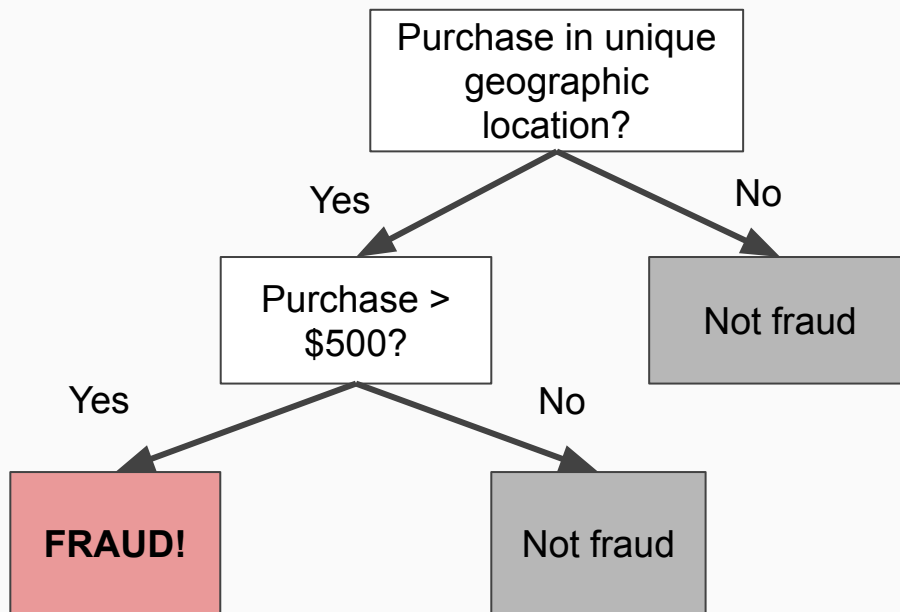 Purchase in unique
geographic
location?
Yes
No
Purchase >
$500?
Not fraud
Yes
No
FRAUD!
Not fraud